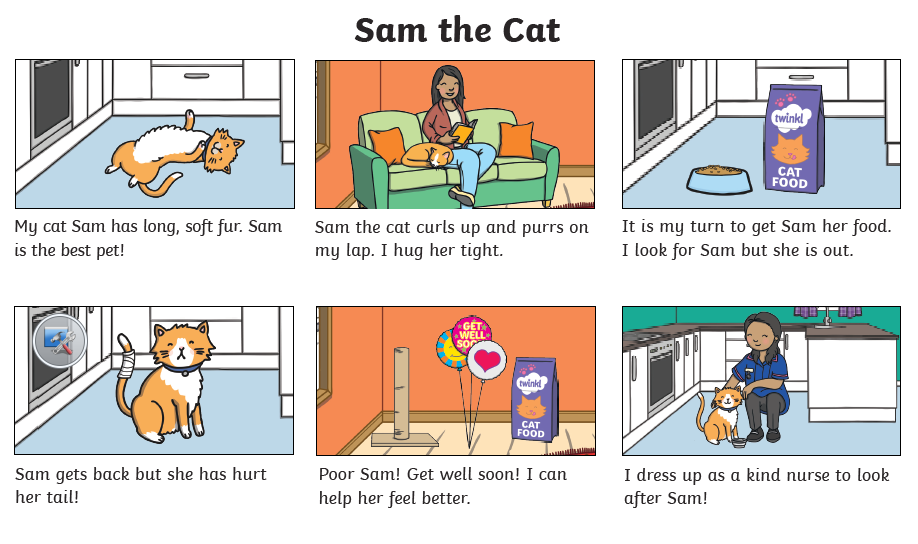 Sam the Cat
My cat Sam has long, soft fur. Sam
is the best pet!
Sam the cat curls up and purrs on
my lap. I hug her tight.
twinkl
CAT
FOOD
It is my turn to get Sam her food.
I look for Sam but she is out.
Sam gets back but she has hurt
her tail!
GET
WELL
SOON
twinkl
CAT
FOOD
Poor Sam! Get well soon! I can
help her feel better.
I dress up as a kind nurse to look
after Sam!